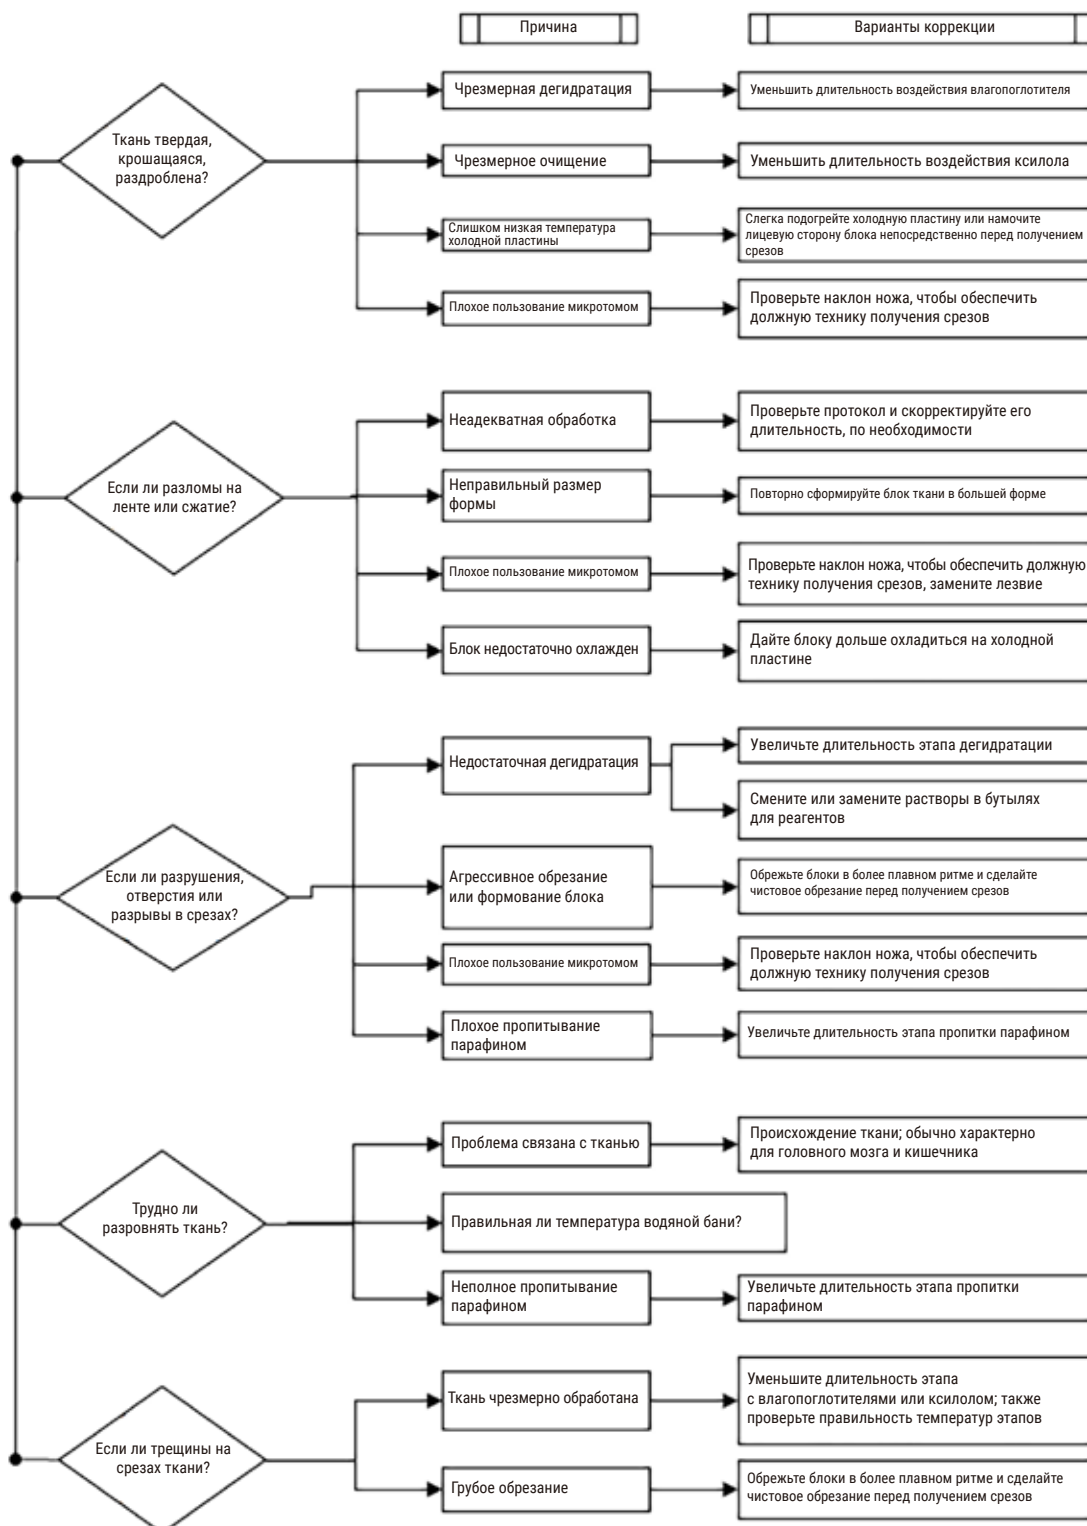 Причина
Варианты коррекции
Ткань твердая,
крошащаяся,
раздроблена?
Чрезмерная дегидратация
Уменьшить длительность воздействия влагопоглотителя
Чрезмерное очищение
Уменьшить длительность воздействия ксилола
Слишком низкая температура
холодной пластины
Слегка подогрейте холодную пластину или намочите
лицевую сторону блока непосредственно перед получением
срезов
Плохое пользование микротомом
Проверьте наклон ножа, чтобы обеспечить
должную технику получения срезов
Если ли разломы на
ленте или сжатие?
Неадекватная обработка
Проверьте протокол и скорректируйте его
длительность, по необходимости
Неправильный размер
формы
Повторно сформируйте блок ткани в большей форме
Плохое пользование микротомом
Проверьте наклон ножа, чтобы обеспечить должную
технику получения срезов, замените лезвие
Блок недостаточно охлажден
Дайте блоку дольше охладиться на холодной
пластине
Если ли разрушения,
отверстия или
разрывы в срезах?
Недостаточная дегидратация
Увеличьте длительность этапа дегидратации
Смените или замените растворы в бутылях
для реагентов
Агрессивное обрезание
или формование блока
Обрежьте блоки в более плавном ритме и сделайте
чистовое обрезание перед получением срезов
Плохое пользование микротомом
Проверьте наклон ножа, чтобы обеспечить
должную технику получения срезов
Плохое пропитывание
парафином
Увеличьте длительность этапа пропитки парафином
Трудно ли
разровнять ткань?
Проблема связана с тканью
Происхождение ткани; обычно характерно
для головного мозга и кишечника
Правильная ли температура водяной бани?
Неполное пропитывание
парафином
Увеличьте длительность этапа пропитки
парафином
Если ли трещины на
срезах ткани?
Ткань чрезмерно обработана
Уменьшите длительность этапа
с влагопоглотителями или ксилолом; также
проверьте правильность температур этапов
Грубое обрезание
Обрежьте блоки в более плавном ритме и сделайте
чистовое обрезание перед получением срезов